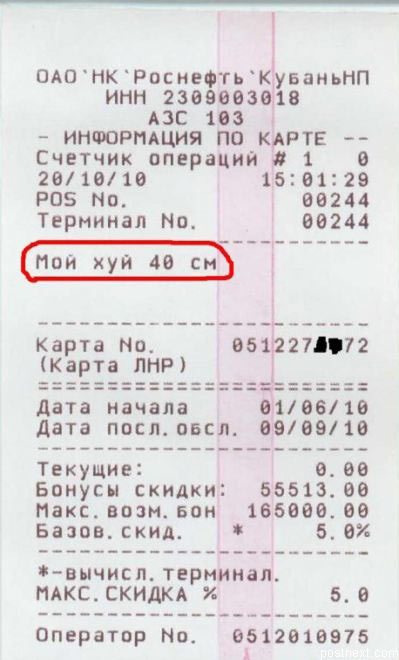 ОАО`НК`Роснефть`КубаньНП
ИНН 2309003018
АЗС 103
- ИНФОРМАЦИЯ ПО КАРТЕ --
Счетчик операций # 1 0
20/10/10 15:01:29
POS No. 00244
Терминал No. 00244
Мой хуй 40 см
Карта No. 051227 72
(Карта ЛНР)
Дата начала 01/06/10
Дата посл.обсл. 09/09/10
Текущие: 0.00
Бонусы скидки: 55513.00
Макс.возм.бон 165000.00
Базов.скид. * 5.0%
*-вычисл.терминал.
МАКС.СКИДКА % 5.0
Оператор No. 0512010975
postnext.com